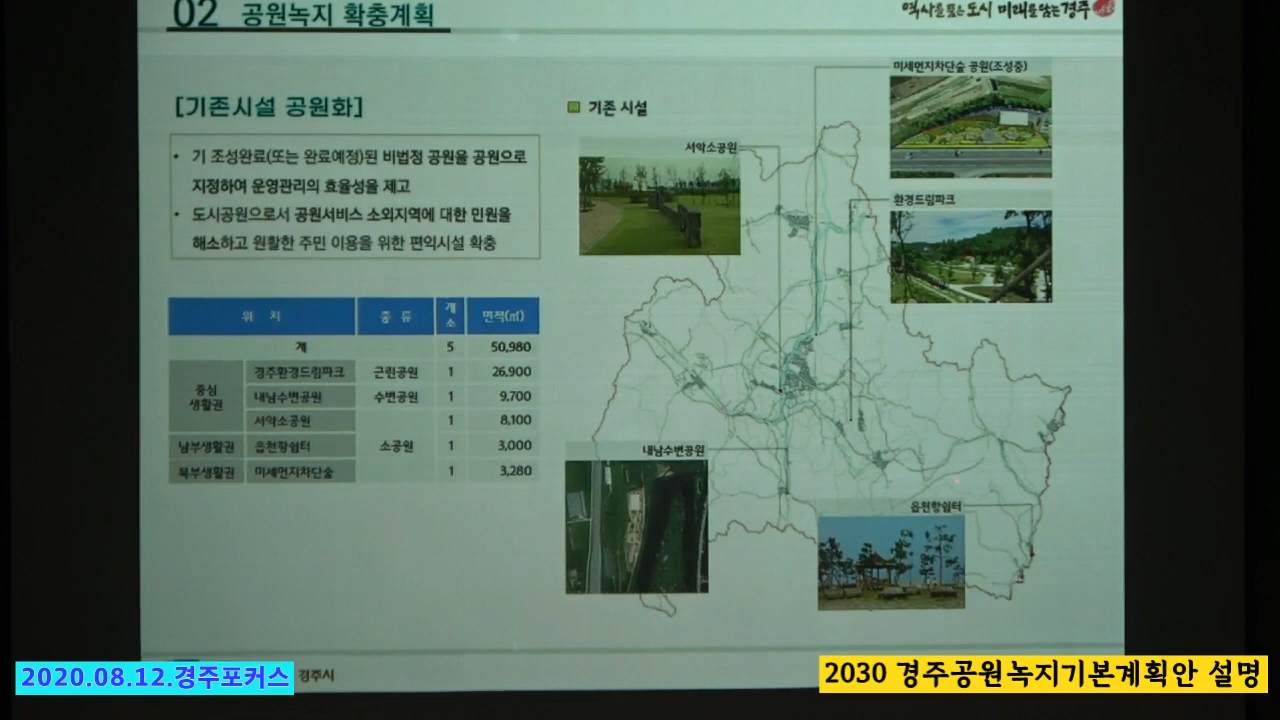 02 공원녹지 확충계획
역사를 품은 도시 미래를 담는 경주
[기존시설 공원화]
• 기 조성완료(또는 완료예정)된 비법정 공원을 공원으로
지정하여 운영관리의 효율성을 제고
• 도시공원으로서 공원서비스 소외지역에 대한 민원을
해소하고 원활한 주민 이용을 위한 편익시설 확충
위 치 종 류 개소 면적(㎡)
계 5 50,980
중심생활권 경주환경드림파크 근린공원 1 26,900
내남수변공원 수변공원 1 9,700
서악소공원 소공원 1 8,100
남부생활권 읍천항쉼터 1 3,000
북부생활권 미세먼지차단숲 1 3,280
기존 시설
미세먼지차단숲 공원(조성중)
서악소공원
환경드림파크
내남수변공원
읍천항쉼터
경주시
2020.08.12.경주포커스
2030 경주공원녹지기본계획안 설명